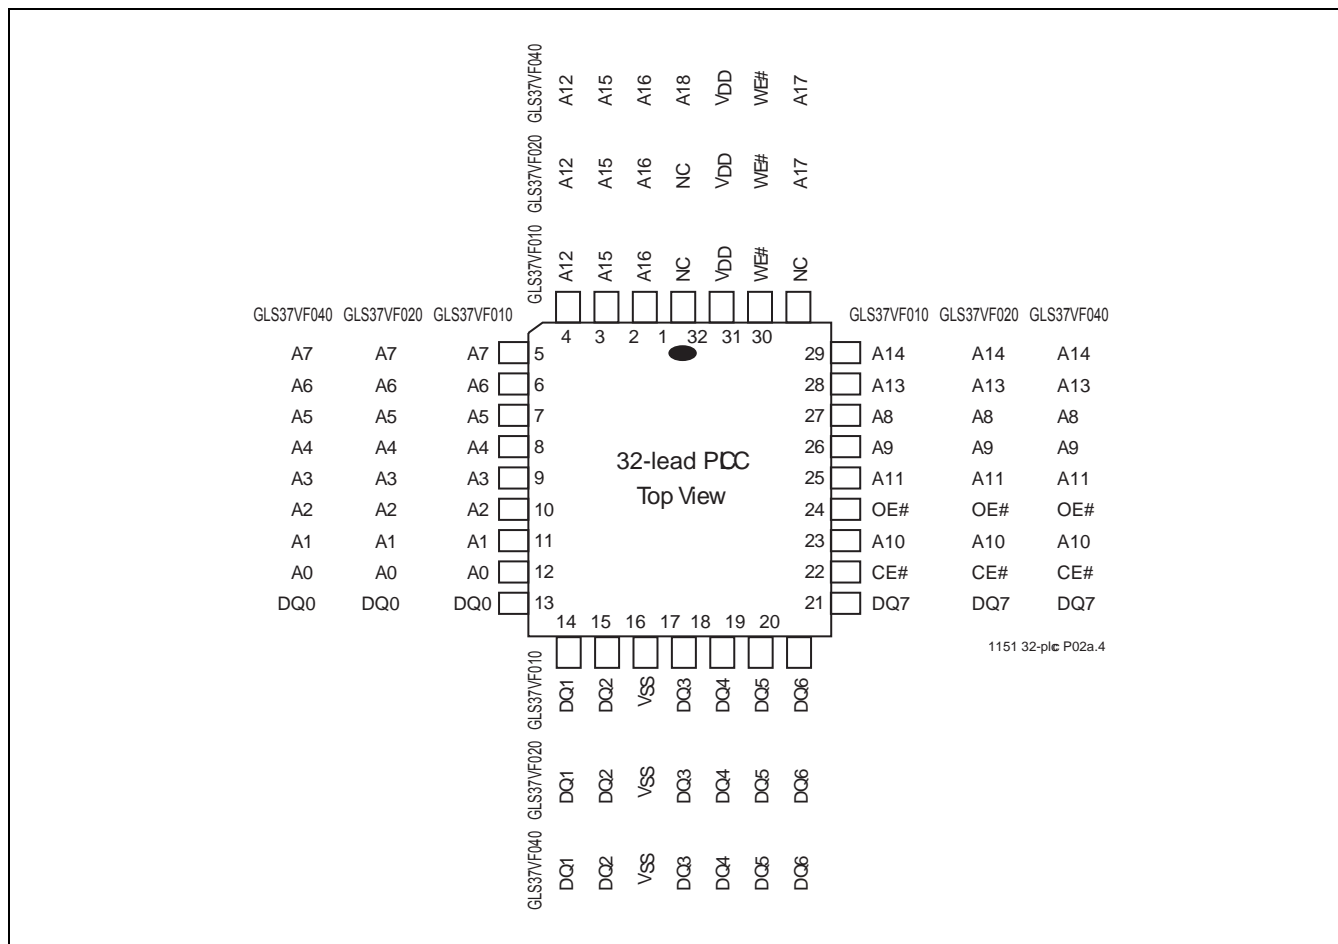 GLS37VF040 A12 A15 A16 A18 VDD WE# A17
GLS37VF020 A12 A15 A16 NC VDD WE# A17
GLS37VF010 A12 A15 A16 NC VDD WE# NC
GLS37VF040 GLS37VF020 GLS37VF010 GLS37VF010 GLS37VF020 GLS37VF040
4 3 2 1 32 31 30
A7 A7 A7 5 29 A14 A14 A14
A6 A6 A6 6 28 A13 A13 A13
A5 A5 A5 7 27 A8 A8 A8
A4 A4 A4 8 26 A9 A9 A9
32-lead PLCC
A3 A3 A3 9 25 A11 A11 A11
Top View
A2 A2 A2 10 24 OE# OE# OE#
A1 A1 A1 11 23 A10 A10 A10
A0 A0 A0 12 22 CE# CE# CE#
DQ0 DQ0 DQ0 13 21 DQ7 DQ7 DQ7
14 15 16 17 18 19 20
1151 32-plcc P02a.4
GLS37VF010 DQ1 DQ2 VSS DQ3 DQ4 DQ5 DQ6
GLS37VF020 DQ1 DQ2 VSS DQ3 DQ4 DQ5 DQ6
GLS37VF040 DQ1 DQ2 VSS DQ3 DQ4 DQ5 DQ6